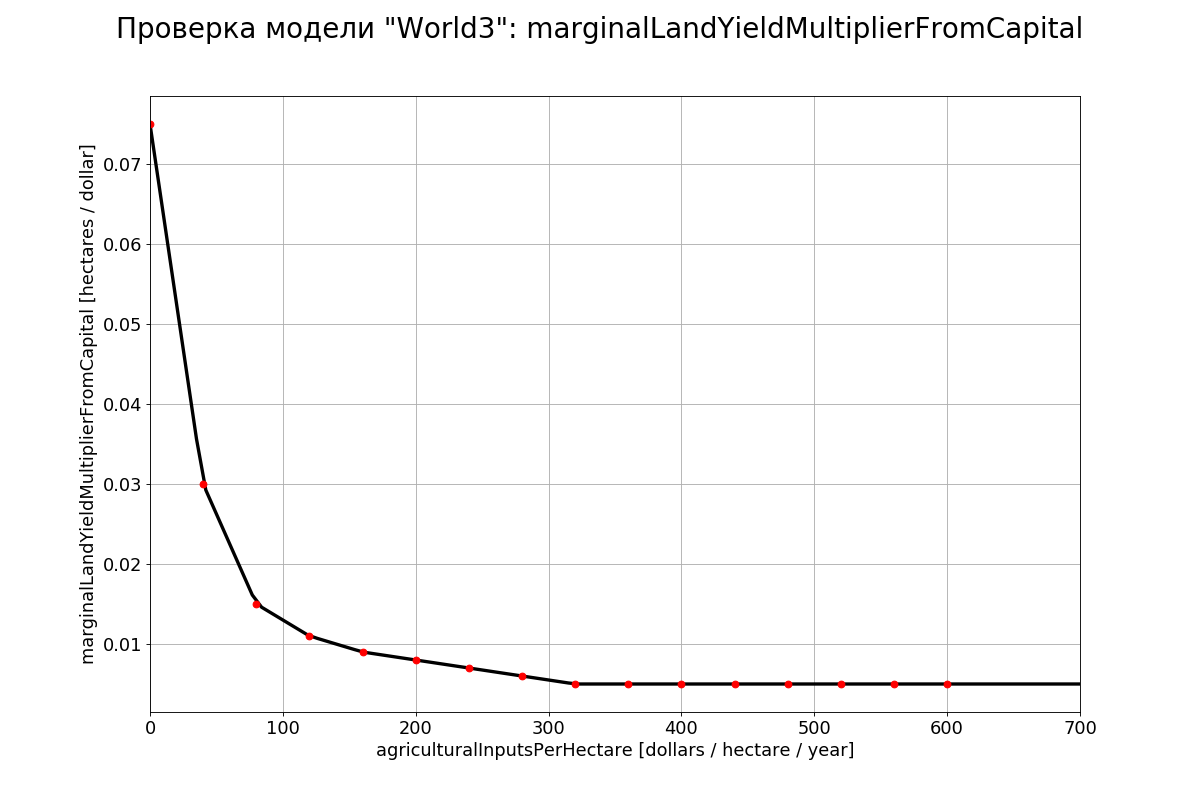 Проверка модели "World3": marginalLandYieldMultiplierFromCapital
marginalLandYieldMultiplierFromCapital [hectares / dollar]
0.07
0.06
0.05
0.04
0.03
0.02
0.01
0 100 200 300 400 500 600 700
agriculturalInputsPerHectare [dollars / hectare / year]